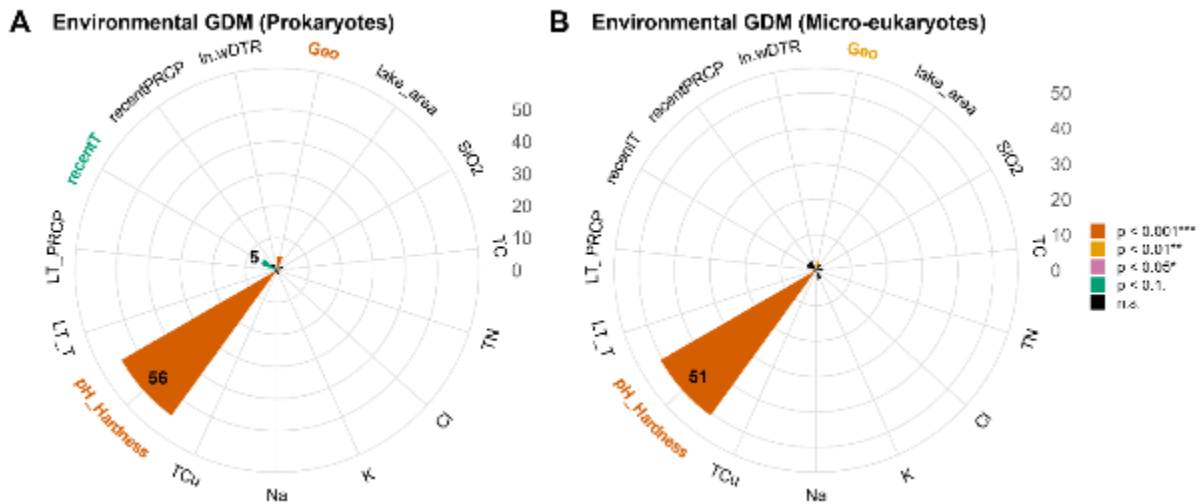 A Environmental GDM (Prokaryotes)
Geo
lake_area
SiO2
TC
TN
Cl
K
Na
TCu
pH_Hardness
LT_T
LT_PRCP
recentT
recentPRCP
ln.wDTR
50
40
30
20
10
0
5
56
B Environmental GDM (Micro-eukaryotes)
Geo
lake_area
SiO2
TC
TN
Cl
K
Na
TCu
pH_Hardness
LT_T
LT_PRCP
recentT
recentPRCP
ln.wDTR
50
40
30
20
10
0
51
p < 0.001***
p < 0.01**
p < 0.05*
p < 0.1.
n.s.